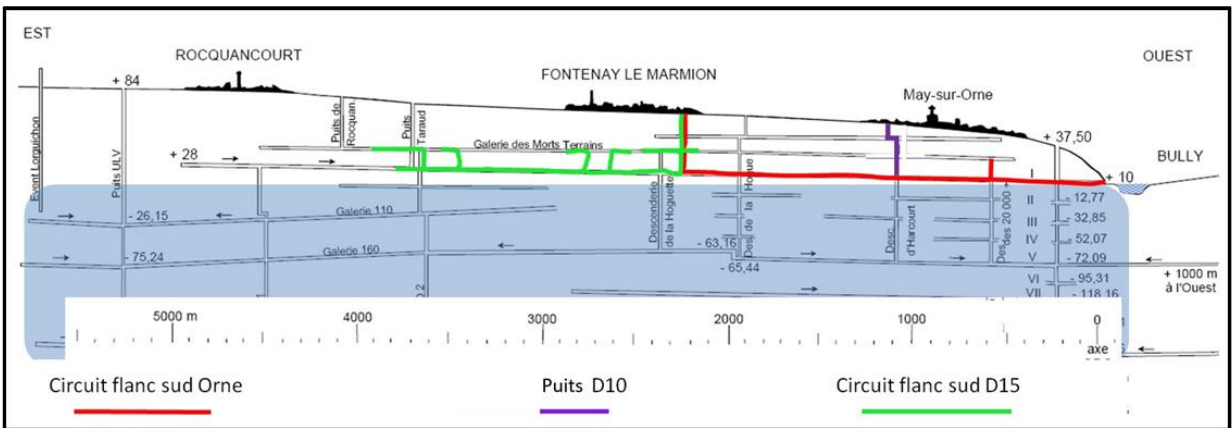 EST
OUEST
ROCQUANCOURT
FONTENAY LE MARMION
May-sur-Orne
+ 84
+ 37,50
BULLY
+ 28
+ 10
Event Lorguichon
Puits ULV
Puits de
Rocquan.
Puits
Taraud
Galerie des Morts Terrains
Descenderie
de la Hoguette
Des. de la Hogue
Desc.
d'Harcourt
Des
des 20 000 +
I
II
III
IV
V
VI
VII
- 12,77
- 32,85
- 52,07
- 72,09
- 95,31
- 118,16
- 26,15
Galerie 110
- 75,24
Galerie 160
- 63,16
- 65,44
+ 1000 m
à l'Ouest
5000 m
4000
3000
2000
1000
0
axe
Circuit flanc sud Orne
Puits D10
Circuit flanc sud D15